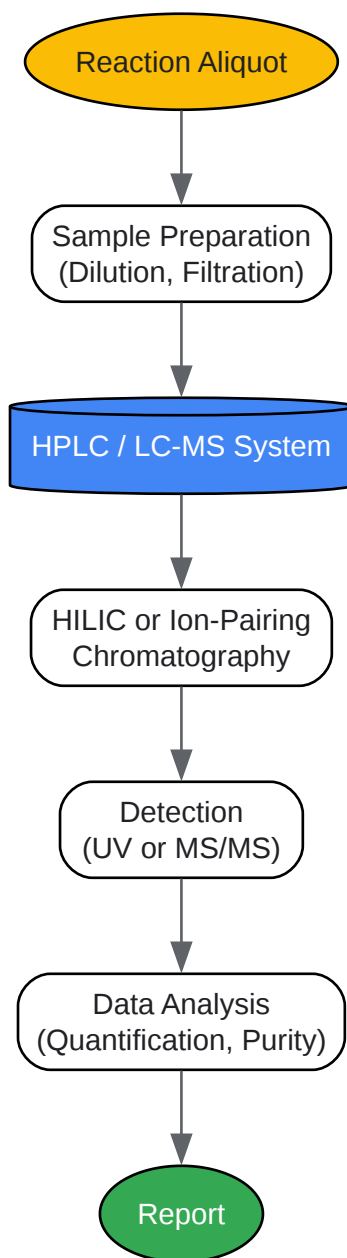 Reaction Aliquot
Sample Preparation
(Dilution, Filtration)
HPLC / LC-MS System
HILIC or Ion-Pairing
Chromatography
Detection
(UV or MS/MS)
Data Analysis
(Quantification, Purity)
Report